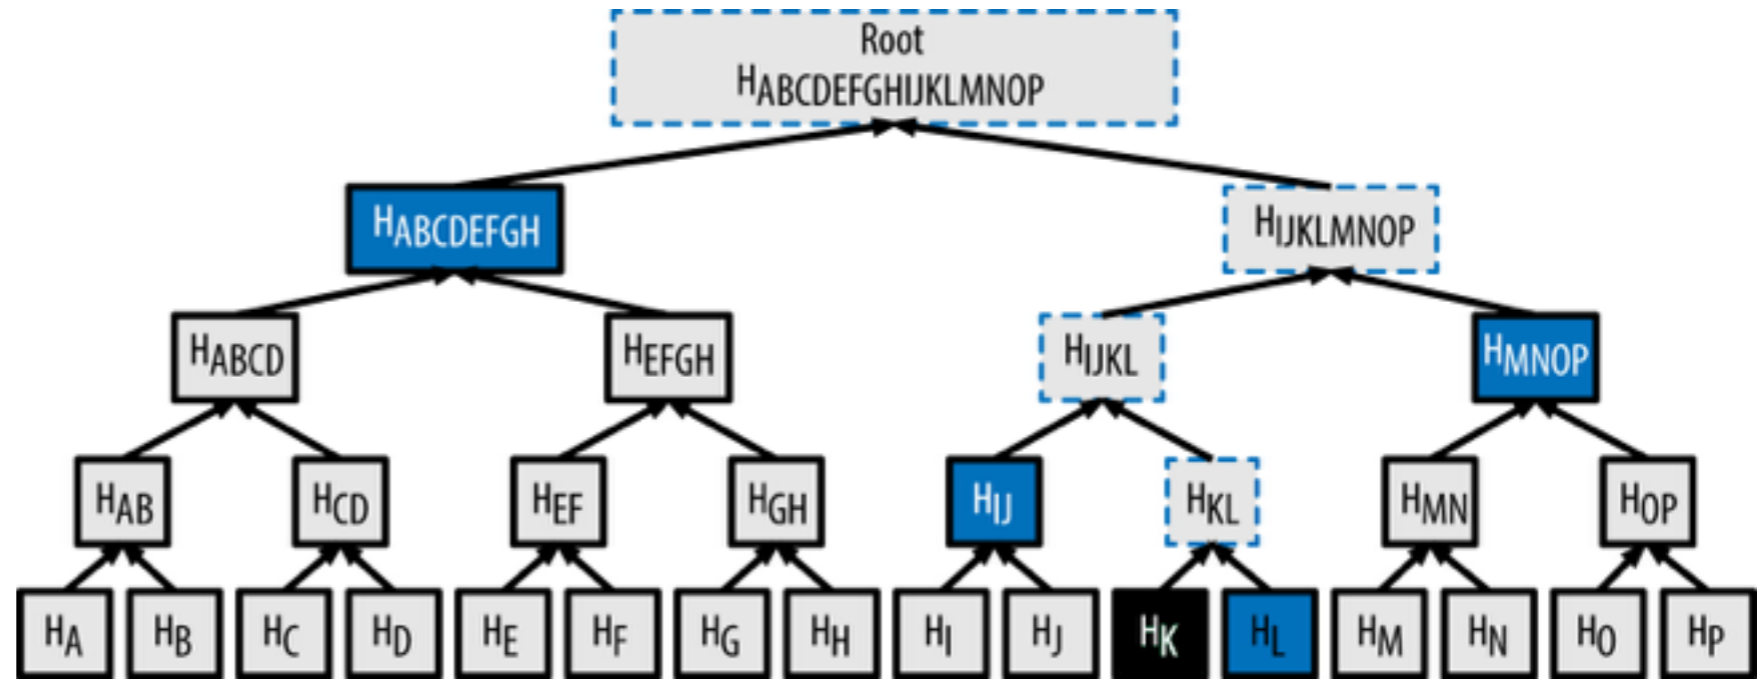 Root
HABCDEFGHIJKLMNOP
HABCDEFGH
HIJKLMNOP
HABCD
HEFGH
HIJKL
HMNOP
HAB
HCD
HEF
HGH
HIJ
HKL
HMN
HOP
HA
HB
HC
HD
HE
HF
HG
HH
HI
HJ
HK
HL
HM
HN
HO
HP